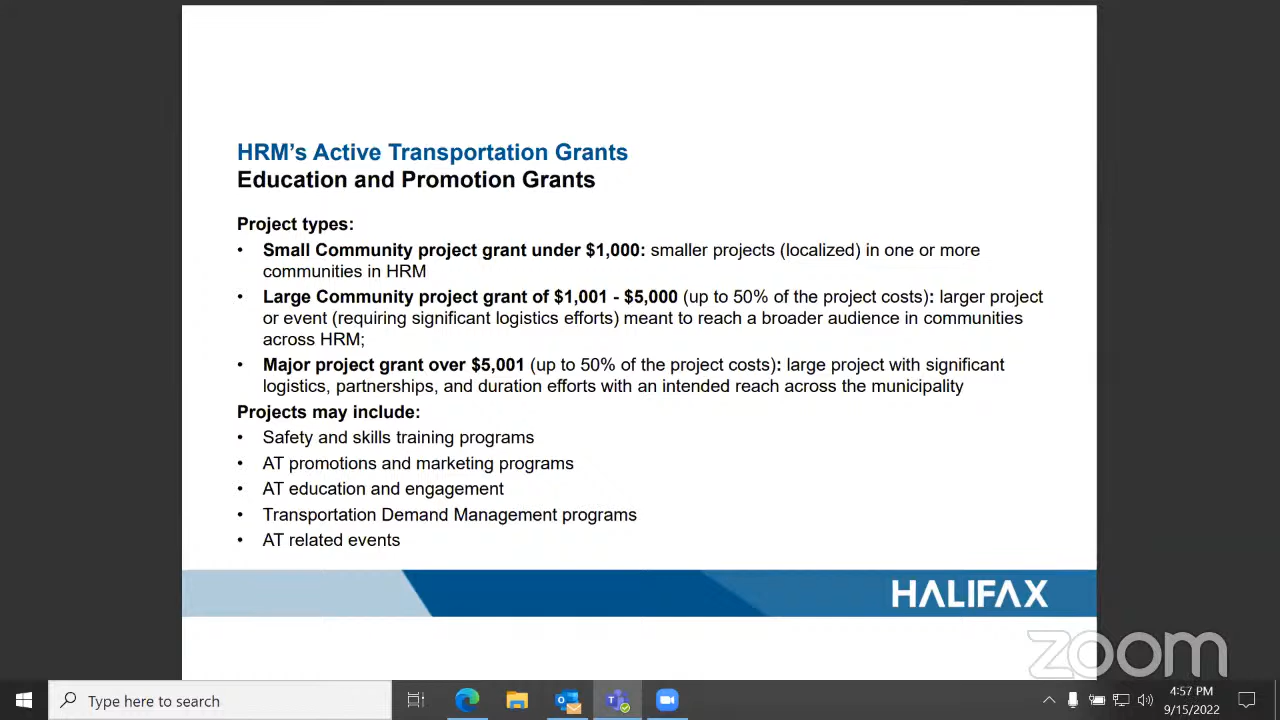 HRM’s Active Transportation Grants
Education and Promotion Grants
Project types:
• Small Community project grant under $1,000: smaller projects (localized) in one or more
communities in HRM
• Large Community project grant of $1,001 - $5,000 (up to 50% of the project costs): larger project
or event (requiring significant logistics efforts) meant to reach a broader audience in communities
across HRM;
• Major project grant over $5,001 (up to 50% of the project costs): large project with significant
logistics, partnerships, and duration efforts with an intended reach across the municipality
Projects may include:
• Safety and skills training programs
• AT promotions and marketing programs
• AT education and engagement
• Transportation Demand Management programs
• AT related events
HALIFAX
zoom
Type here to search
4:57 PM
9/15/2022